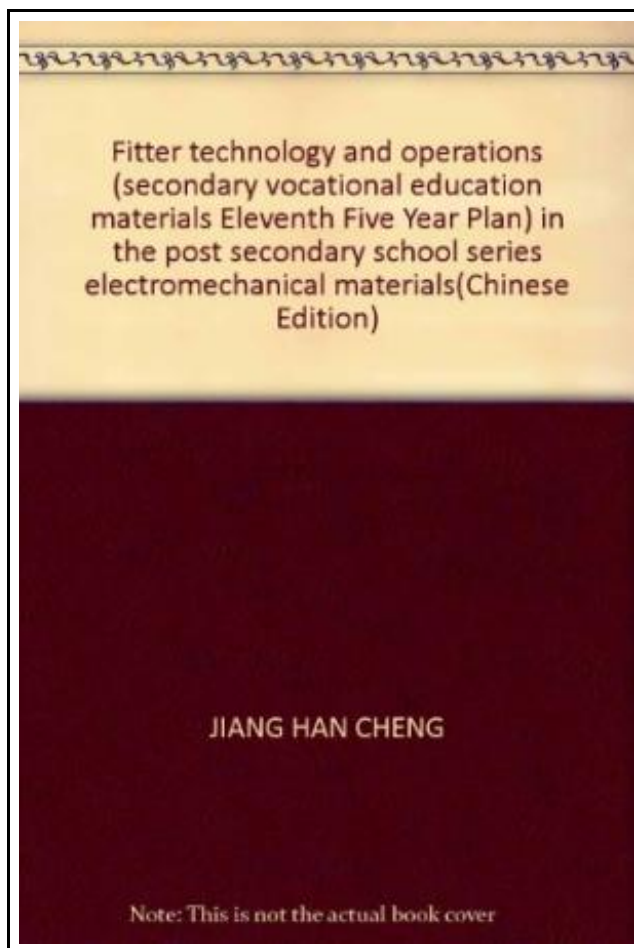 Fitter technology and operations
(secondary vocational education
materials Eleventh Five Year Plan) in
the post secondary school series
electromechanical materials(Chinese
Edition)
JIANG HAN CHENG
Note: This is not the actual book cover